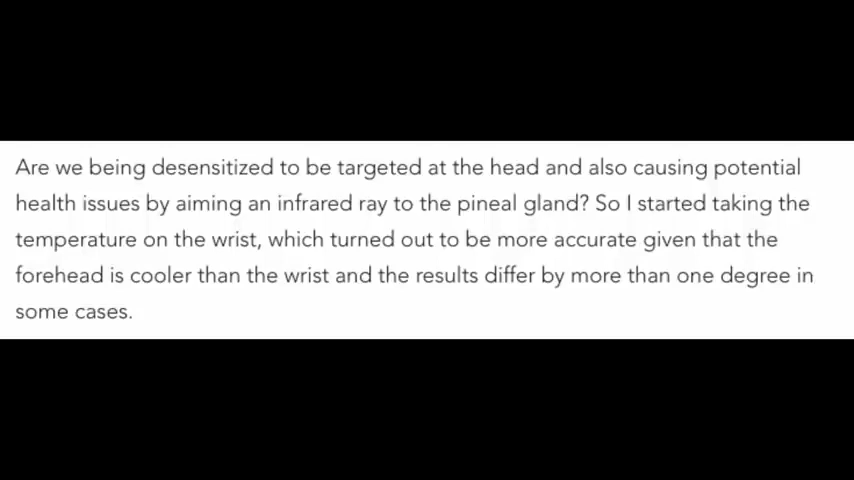 Are we being desensitized to be targeted at the head and also causing potential
health issues by aiming an infrared ray to the pineal gland? So I started taking the
temperature on the wrist, which turned out to be more accurate given that the
forehead is cooler than the wrist and the results differ by more than one degree in
some cases.